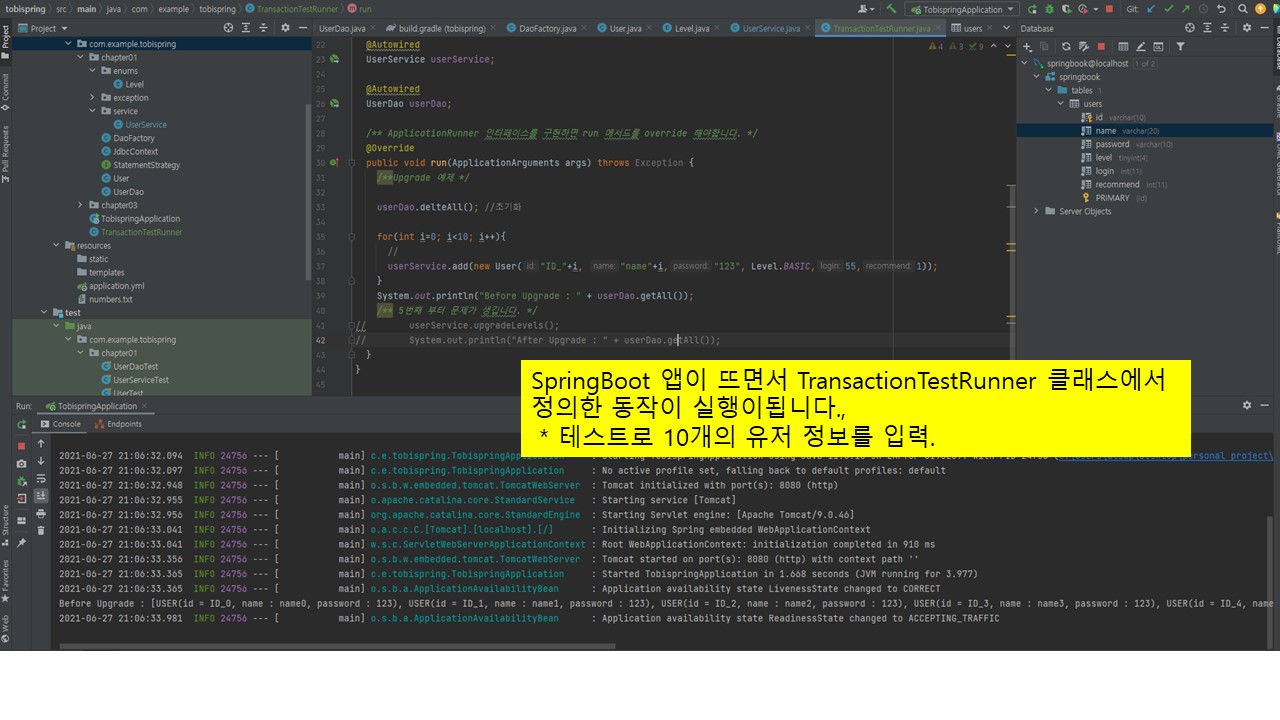 tobispring > src > main > java > com > example > tobispring > TransactionTestRunner > run
TobispringApplication
Git:
Project
UserDao.java
build.gradle (tobispring)
DaoFactory.java
User.java
Level.java
UserService.java
TransactionTestRunner.java
users
Database
com.example.tobispring
chapter01
enums
Level
exception
service
UserService
DaoFactory
JdbcContext
StatementStrategy
User
UserDao
chapter03
TobispringApplication
TransactionTestRunner
resources
static
templates
application.yml
numbers.txt
test
java
com.example.tobispring
chapter01
UserDaoTest
UserServiceTest
UserTest
Project
Commit
Pull Requests
Structure
Favorites
Web
4 3 9
22 @Autowired
23 UserService userService;
24
25 @Autowired
26 UserDao userDao;
27
28 /** ApplicationRunner 인터페이스를 구현하면 run 메서드를 override 해야합니다. */
29 @Override
30 public void run(ApplicationArguments args) throws Exception {
31 /**Upgrade 예제 */
32
33 userDao.delteAll(); //초기화
34
35 for(int i=0; i<10; i++){
36 //
37 userService.add(new User( id: "ID_"+i, name: "name"+i, password: "123", Level.BASIC, login: 55, recommend: 1));
38 }
39 System.out.println("Before Upgrade : " + userDao.getAll());
40 /** 5번째 부터 문제가 생깁니다. */
41 // userService.upgradeLevels();
42 // System.out.println("After Upgrade : " + userDao.getAll());
43 }
44 }
45
springbook@localhost 1 of 2
springbook
tables 1
users
id varchar(10)
name varchar(20)
password varchar(10)
level tinyint(4)
login int(11)
recommend int(11)
PRIMARY (id)
Server Objects
SpringBoot 앱이 뜨면서 TransactionTestRunner 클래스에서
정의한 동작이 실행이됩니다.,
* 테스트로 10개의 유저 정보를 입력.
Run: TobispringApplication
Console Endpoints
2021-06-27 21:06:32.094 INFO 24756 --- [ main] c.e.tobispring.TobispringApplication
2021-06-27 21:06:32.097 INFO 24756 --- [ main] c.e.tobispring.TobispringApplication : No active profile set, falling back to default profiles: default
2021-06-27 21:06:32.948 INFO 24756 --- [ main] o.s.b.w.embedded.tomcat.TomcatWebServer : Tomcat initialized with port(s): 8080 (http)
2021-06-27 21:06:32.955 INFO 24756 --- [ main] o.apache.catalina.core.StandardService : Starting service [Tomcat]
2021-06-27 21:06:32.956 INFO 24756 --- [ main] org.apache.catalina.core.StandardEngine : Starting Servlet engine: [Apache Tomcat/9.0.46]
2021-06-27 21:06:33.041 INFO 24756 --- [ main] o.a.c.c.C.[Tomcat].[localhost].[/] : Initializing Spring embedded WebApplicationContext
2021-06-27 21:06:33.041 INFO 24756 --- [ main] w.s.c.ServletWebServerApplicationContext : Root WebApplicationContext: initialization completed in 910 ms
2021-06-27 21:06:33.356 INFO 24756 --- [ main] o.s.b.w.embedded.tomcat.TomcatWebServer : Tomcat started on port(s): 8080 (http) with context path ''
2021-06-27 21:06:33.365 INFO 24756 --- [ main] c.e.tobispring.TobispringApplication : Started TobispringApplication in 1.668 seconds (JVM running for 3.977)
2021-06-27 21:06:33.365 INFO 24756 --- [ main] o.s.b.a.ApplicationAvailabilityBean : Application availability state LivenessState changed to CORRECT
Before Upgrade : [USER(id = ID_0, name : name0, password : 123), USER(id = ID_1, name : name1, password : 123), USER(id = ID_2, name : name2, password : 123), USER(id = ID_3, name : name3, password : 123), USER(id = ID_4, name
2021-06-27 21:06:33.981 INFO 24756 --- [ main] o.s.b.a.ApplicationAvailabilityBean : Application availability state ReadinessState changed to ACCEPTING_TRAFFIC